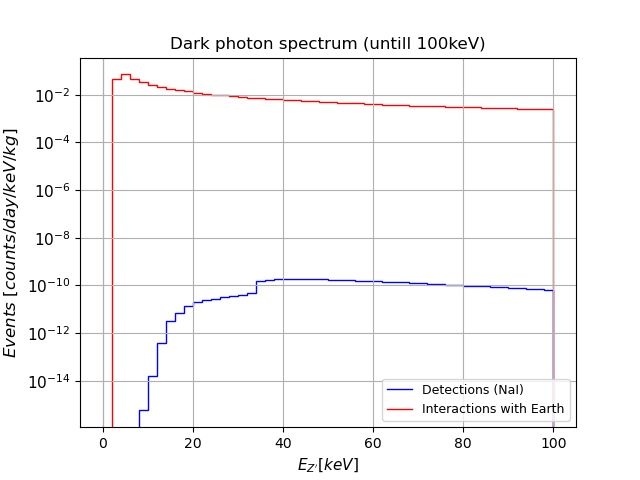 Dark photon spectrum (untill 100keV)
Events [counts/day/keV/kg]
10⁻²
10⁻⁴
10⁻⁶
10⁻⁸
10⁻¹⁰
10⁻¹²
10⁻¹⁴
Detections (NaI)
Interactions with Earth
0 20 40 60 80 100
E_Z′[keV]